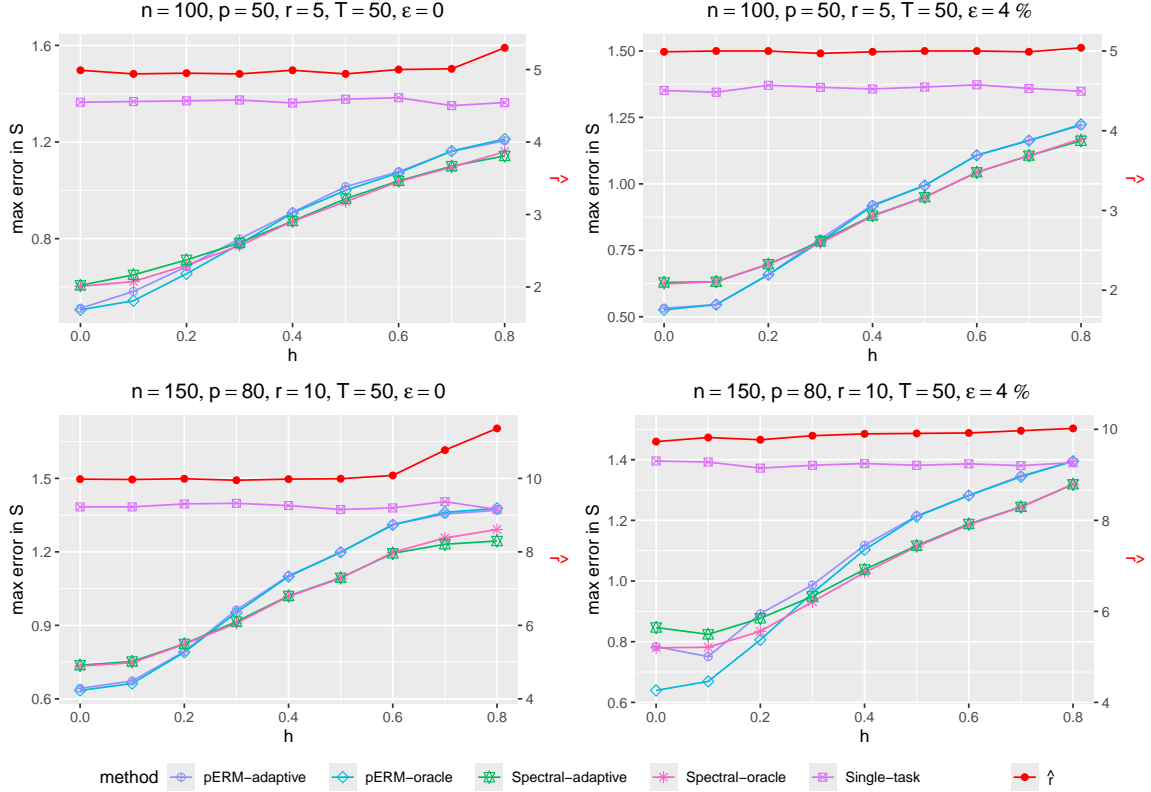 n = 100, p = 50, r = 5, T = 50, ε = 0
max error in S
1.6
1.2
0.8
5
4
3
2
r̂
0.0 0.2 0.4 0.6 0.8
h
n = 100, p = 50, r = 5, T = 50, ε = 4 %
max error in S
1.50
1.25
1.00
0.75
0.50
5
4
3
2
r̂
0.0 0.2 0.4 0.6 0.8
h
n = 150, p = 80, r = 10, T = 50, ε = 0
max error in S
1.5
1.2
0.9
0.6
10
8
6
4
r̂
0.0 0.2 0.4 0.6 0.8
h
n = 150, p = 80, r = 10, T = 50, ε = 4 %
max error in S
1.4
1.2
1.0
0.8
0.6
10
8
6
4
r̂
0.0 0.2 0.4 0.6 0.8
h
method pERM−adaptive pERM−oracle Spectral−adaptive Spectral−oracle Single−task r̂